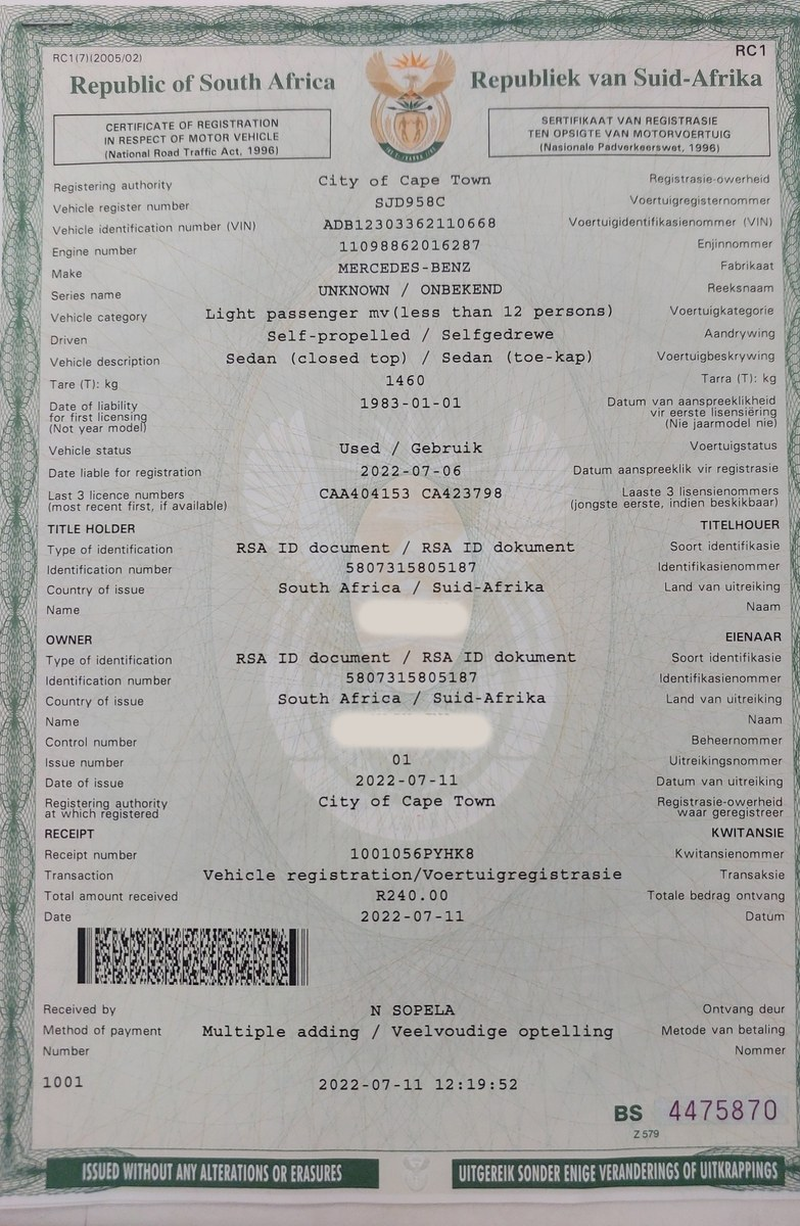 RC1(7)(2005/02)
RC1
Republic of South Africa Republiek van Suid-Afrika
CERTIFICATE OF REGISTRATION
IN RESPECT OF MOTOR VEHICLE
(National Road Traffic Act, 1996)
SERTIFIKAAT VAN REGISTRASIE
TEN OPSIGTE VAN MOTORVOERTUIG
(Nasionale Padverkeerswet, 1996)
Registering authority City of Cape Town Registrasie-owerheid
Vehicle register number SJD958C Voertuigregisternommer
Vehicle identification number (VIN) ADB12303362110668 Voertuigidentifikasienommer (VIN)
Engine number 11098862016287 Enjinnommer
Make MERCEDES-BENZ Fabrikaat
Series name UNKNOWN / ONBEKEND Reeksnaam
Vehicle category Light passenger mv(less than 12 persons) Voertuigkategorie
Driven Self-propelled / Selfgedrewe Aandrywing
Vehicle description Sedan (closed top) / Sedan (toe-kap) Voertuigbeskrywing
Tare (T): kg 1460 Tarra (T): kg
Date of liability
for first licensing
(Not year model)
1983-01-01
Datum van aanspreeklikheid
vir eerste lisensiëring
(Nie jaarmodel nie)
Vehicle status Used / Gebruik Voertuigstatus
Date liable for registration 2022-07-06 Datum aanspreeklik vir registrasie
Last 3 licence numbers
(most recent first, if available)
CAA404153 CA423798
Laaste 3 lisensienommers
(jongste eerste, indien beskikbaar)
TITLE HOLDER TITELHOUER
Type of identification RSA ID document / RSA ID dokument Soort identifikasie
Identification number 5807315805187 Identifikasienommer
Country of issue South Africa / Suid-Afrika Land van uitreiking
Name Naam
OWNER EIENAAR
Type of identification RSA ID document / RSA ID dokument Soort identifikasie
Identification number 5807315805187 Identifikasienommer
Country of issue South Africa / Suid-Afrika Land van uitreiking
Name Naam
Control number Beheernommer
Issue number 01 Uitreikingsnommer
Date of issue 2022-07-11 Datum van uitreiking
Registering authority
at which registered
City of Cape Town
Registrasie-owerheid
waar geregistreer
RECEIPT KWITANSIE
Receipt number 1001056PYHK8 Kwitansienommer
Transaction Vehicle registration/Voertuigregistrasie Transaksie
Total amount received R240.00 Totale bedrag ontvang
Date 2022-07-11 Datum
Received by N SOPELA Ontvang deur
Method of payment Multiple adding / Veelvoudige optelling Metode van betaling
Number Nommer
1001 2022-07-11 12:19:52
BS 4475870
Z 579
ISSUED WITHOUT ANY ALTERATIONS OR ERASURES UITGEREIK SONDER ENIGE VERANDERINGS OF UITKRAPPINGS